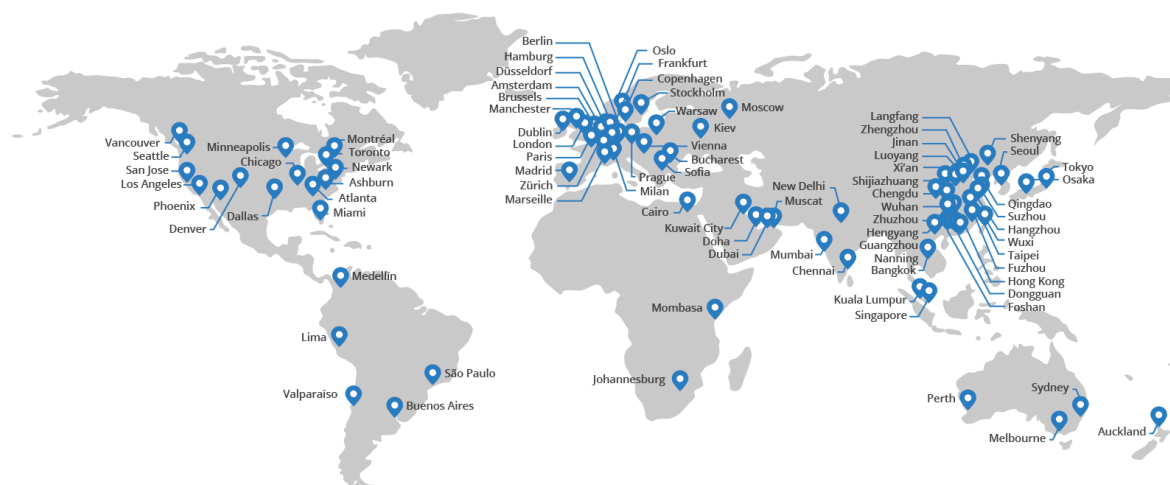 Vancouver
Seattle
San Jose
Los Angeles
Phoenix
Denver
Dallas
Minneapolis
Chicago
Montréal
Toronto
Newark
Ashburn
Atlanta
Miami
Medellín
Lima
São Paulo
Valparaíso
Buenos Aires
Berlin
Hamburg
Düsseldorf
Amsterdam
Brussels
Manchester
Dublin
London
Paris
Madrid
Zürich
Marseille
Oslo
Frankfurt
Copenhagen
Stockholm
Warsaw
Moscow
Kiev
Vienna
Bucharest
Sofia
Prague
Milan
Cairo
Kuwait City
Doha
Dubai
New Delhi
Muscat
Mumbai
Chennai
Mombasa
Johannesburg
Langfang
Zhengzhou
Jinan
Luoyang
Xi'an
Shijiazhuang
Chengdu
Wuhan
Zhuzhou
Hengyang
Guangzhou
Nanning
Bangkok
Kuala Lumpur
Singapore
Shenyang
Seoul
Tokyo
Osaka
Qingdao
Suzhou
Hangzhou
Wuxi
Taipei
Fuzhou
Hong Kong
Dongguan
Foshan
Perth
Sydney
Melbourne
Auckland